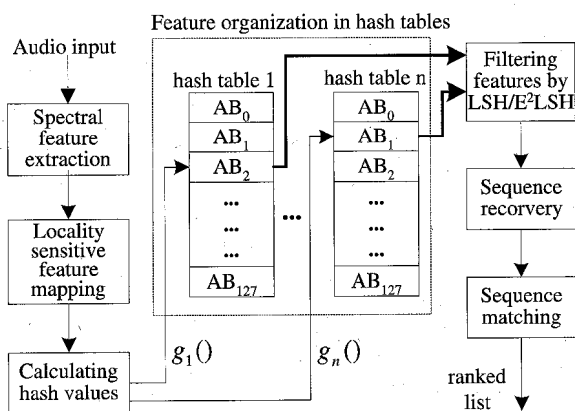 Feature organization in hash tables
Audio input
Spectral
feature
extraction
Locality
sensitive
feature
mapping
Calculating
hash values
hash table 1
AB₀
AB₁
AB₂
...
...
...
AB₁₂₇
...
hash table n
AB₀
AB₁
AB₂
...
...
...
AB₁₂₇
g₁()
gₙ()
Filtering
features by
LSH/E²LSH
Sequence
recorvery
Sequence
matching
ranked
list